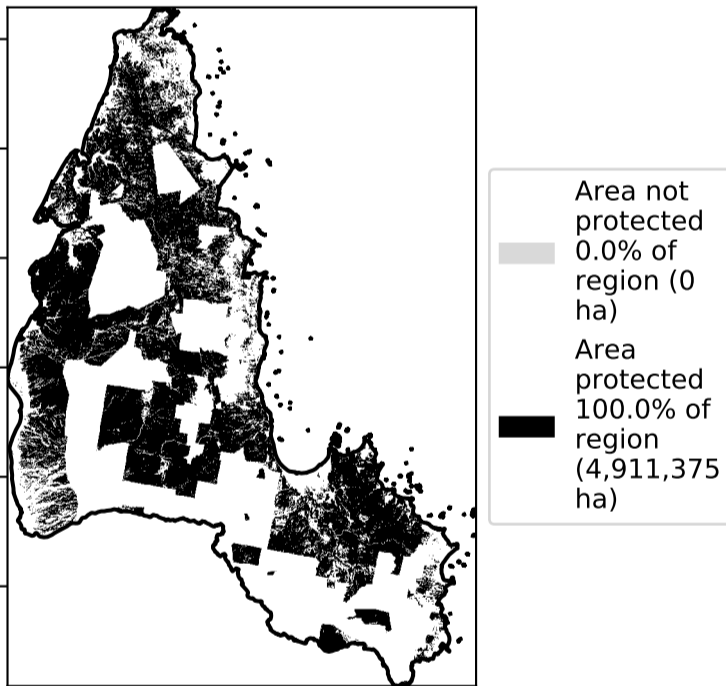 Area not
protected
0.0% of
region (0
ha)
Area
protected
100.0% of
region
(4,911,375
ha)